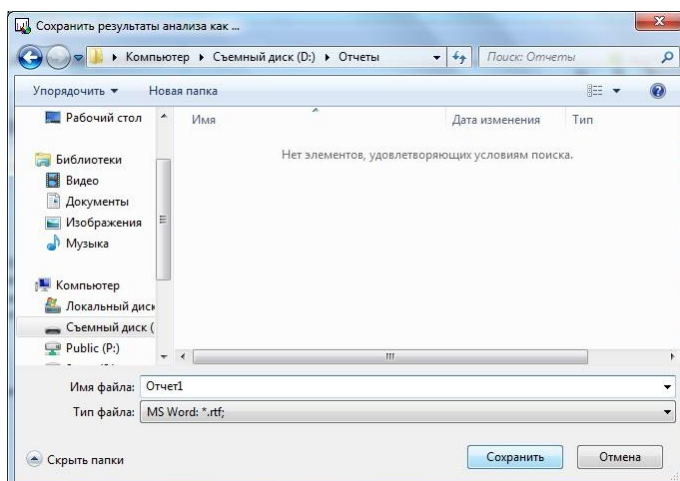 Сохранить результаты анализа как ...
Компьютер ▸ Съемный диск (D:) ▸ Отчеты
Поиск: Отчеты
Упорядочить ▾ Новая папка
Рабочий стол
Библиотеки
Видео
Документы
Изображения
Музыка
Компьютер
Локальный диск
Съемный диск (
Public (P:)
Имя Дата изменения Тип
Нет элементов, удовлетворяющих условиям поиска.
Имя файла: Отчет1
Тип файла: MS Word: *.rtf;
Скрыть папки Сохранить Отмена